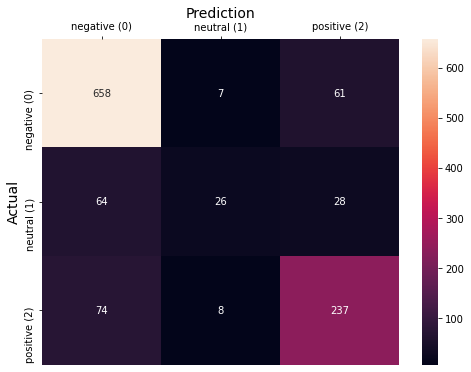 Prediction
negative (0) neutral (1) positive (2)
Actual
negative (0) 658 7 61
neutral (1) 64 26 28
positive (2) 74 8 237
600
500
400
300
200
100